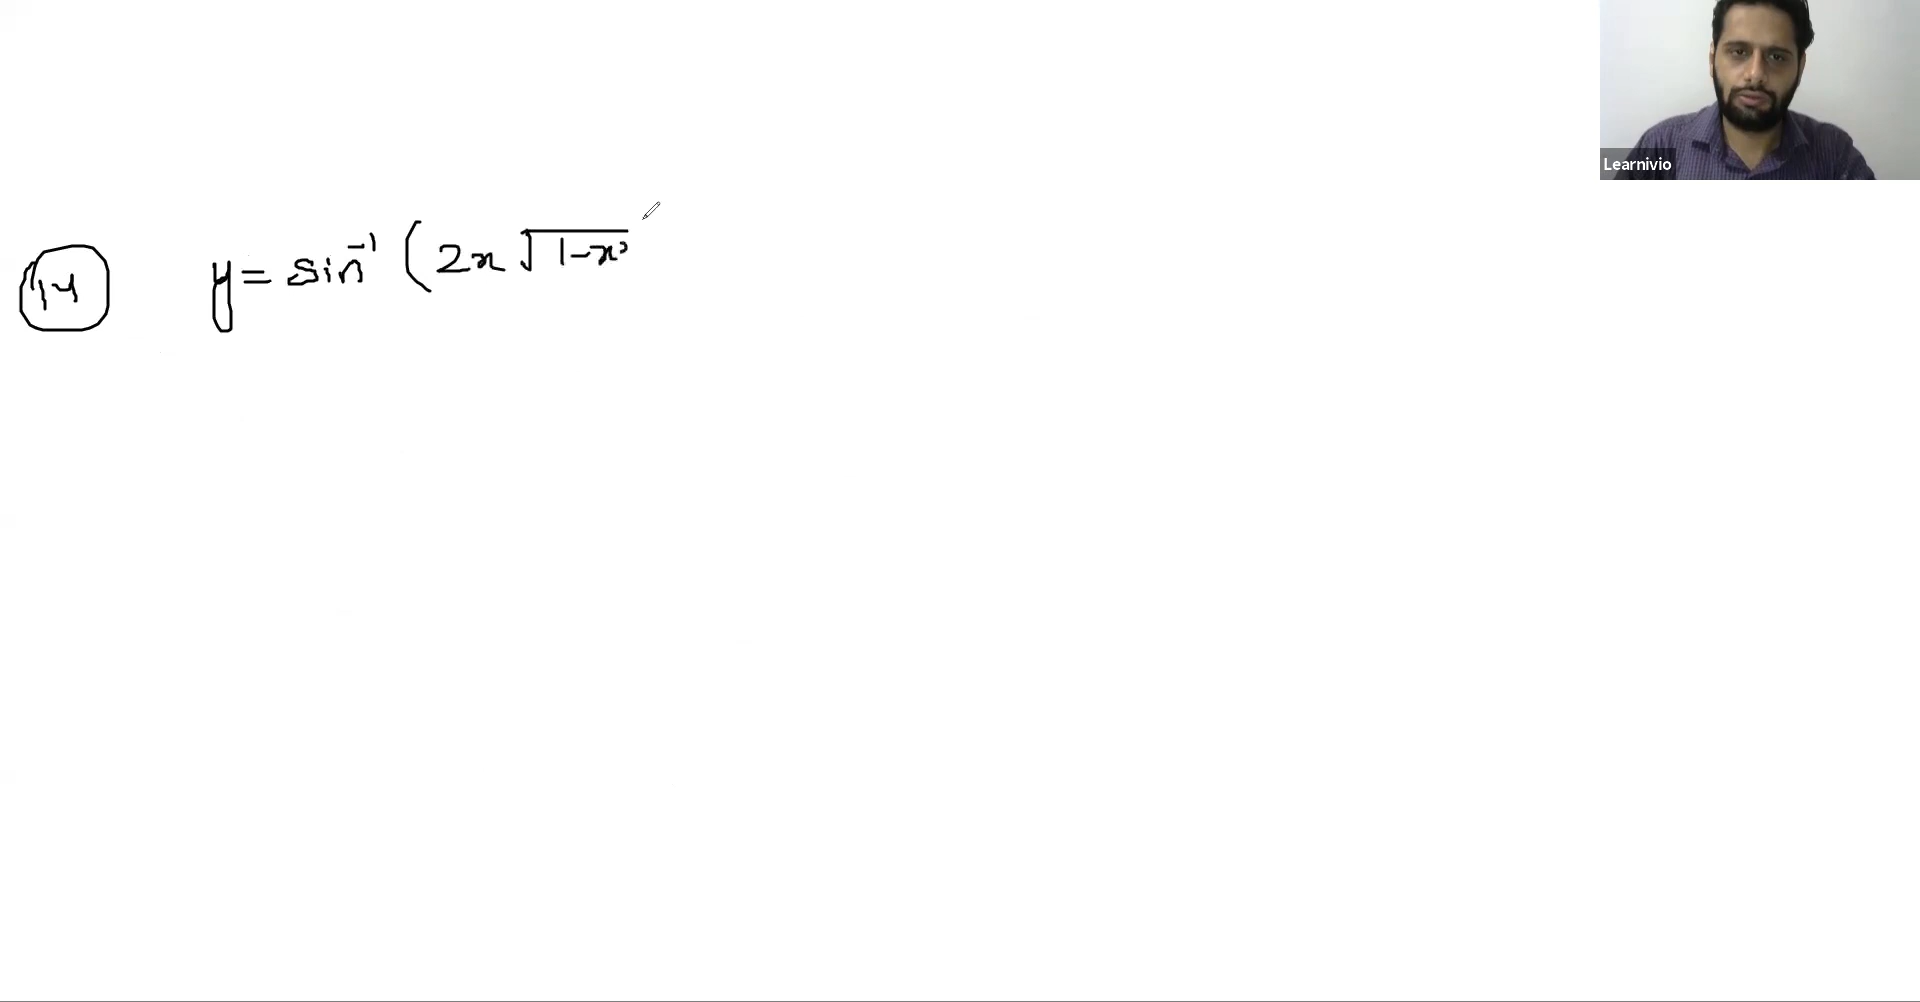 Learnivio
14 y = sin⁻¹ (2x √1-x²